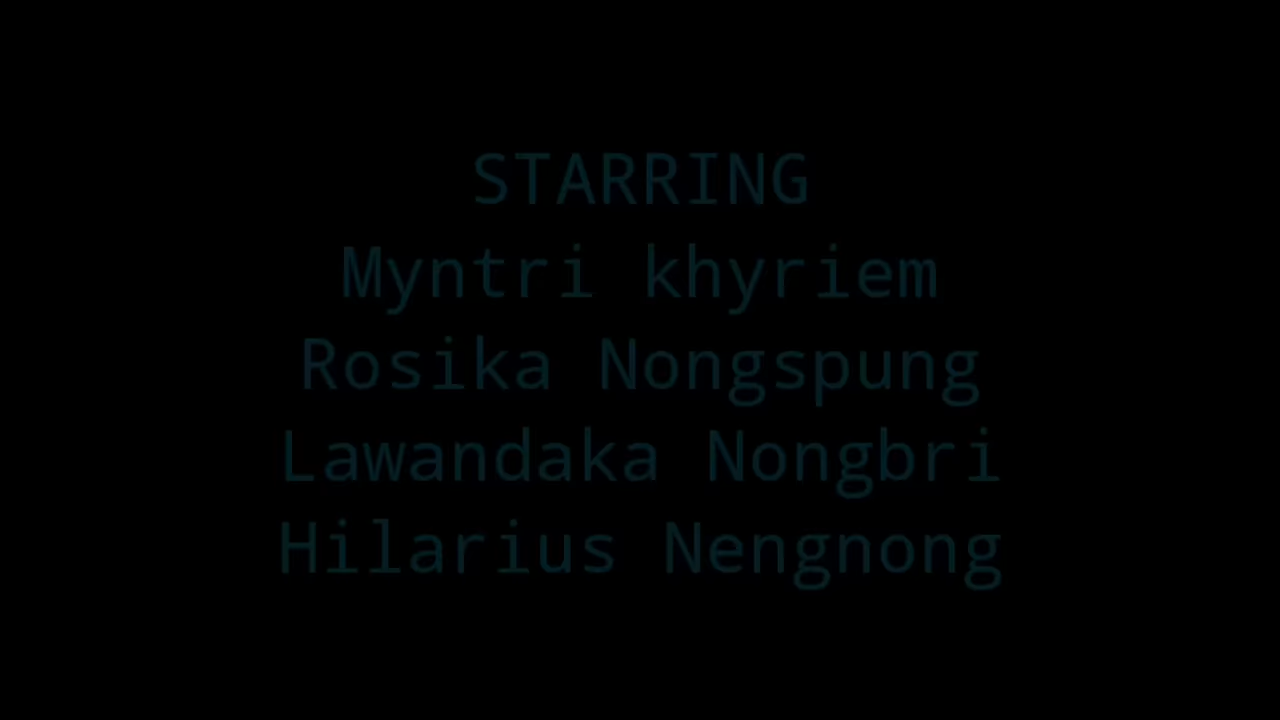 STARRING
Myntri khyriem
Rosika Nongspung
Lawandaka Nongbri
Hilarius Nengnong